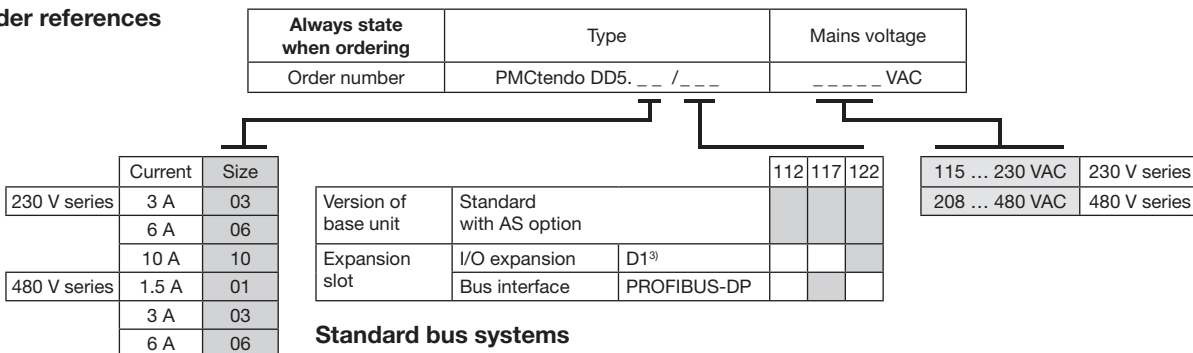 der references
Always state when ordering Type Mains voltage
Order number PMCtendo DD5. _ _ /_ _ _ _ _ _ _ _ VAC
Current Size
230 V series 3 A 03
6 A 06
10 A 10
480 V series 1.5 A 01
3 A 03
6 A 06
112 117 122
Version of base unit Standard with AS option
Expansion slot I/O expansion D1³⁾
Bus interface PROFIBUS-DP
115 … 230 VAC 230 V series
208 … 480 VAC 480 V series
Standard bus systems